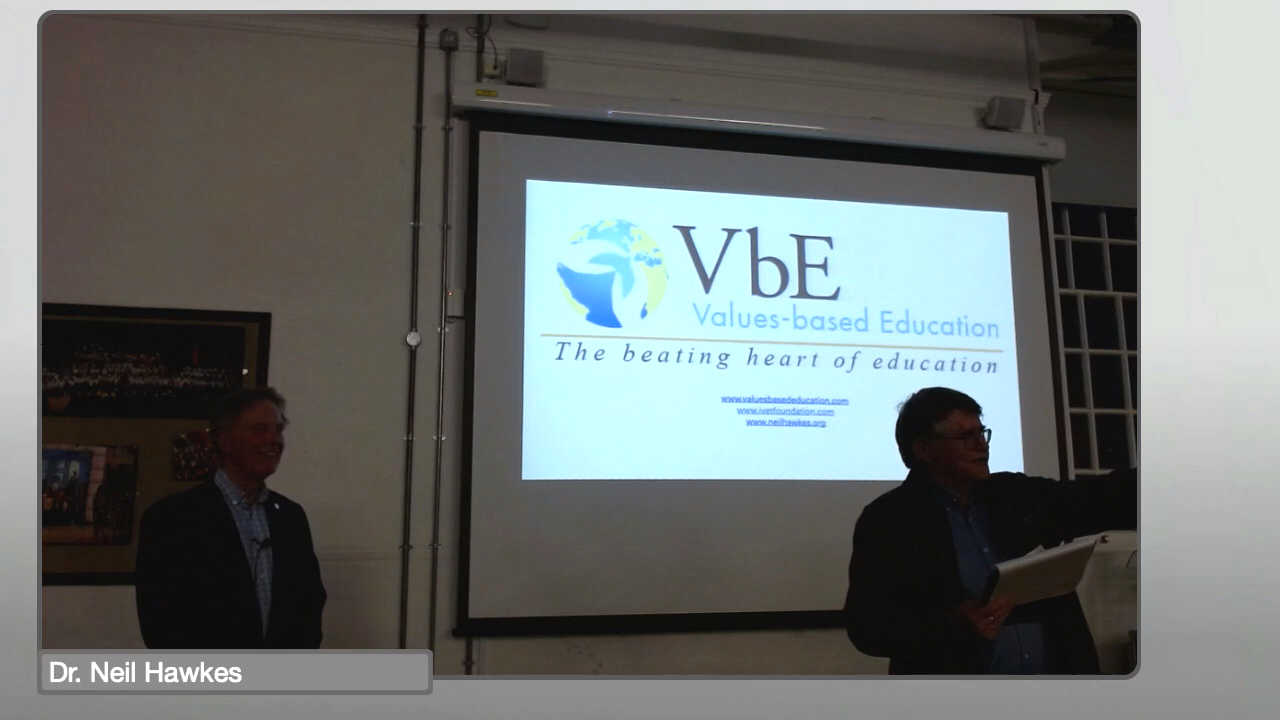 VbE
Values-based Education
The beating heart of education
www.valuesbasededucation.com
www.ivetfoundation.com
www.neilhawkes.org
Dr. Neil Hawkes